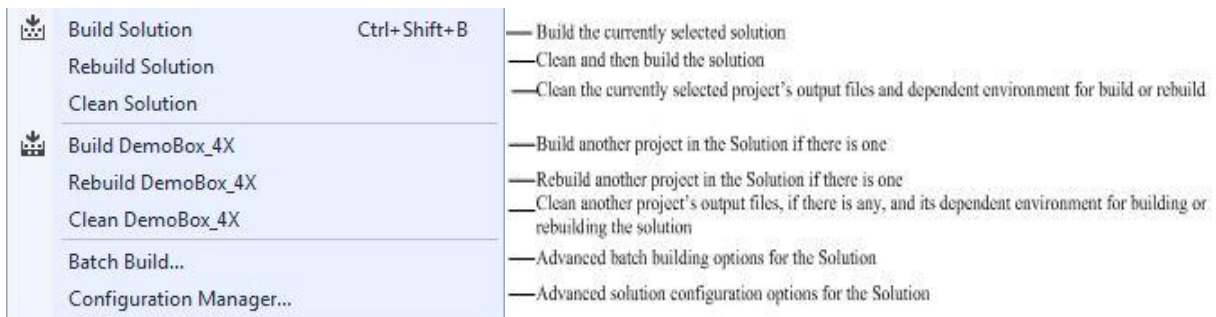 Build Solution Ctrl+Shift+B Build the currently selected solution
Rebuild Solution Clean and then build the solution
Clean Solution Clean the currently selected project's output files and dependent environment for build or rebuild
Build DemoBox_4X Build another project in the Solution if there is one
Rebuild DemoBox_4X Rebuild another project in the Solution if there is one
Clean DemoBox_4X Clean another project's output files, if there is any, and its dependent environment for building or
rebuilding the solution
Batch Build... Advanced batch building options for the Solution
Configuration Manager... Advanced solution configuration options for the Solution